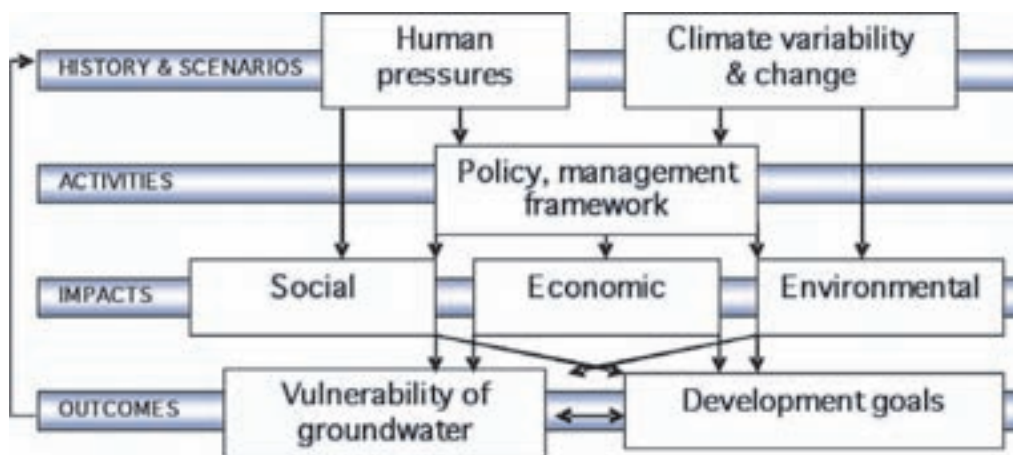 Human
pressures
Climate variability
& change
HISTORY & SCENARIOS
Policy, management
framework
ACTIVITIES
Social
Economic
Environmental
IMPACTS
Vulnerability of
groundwater
Development goals
OUTCOMES